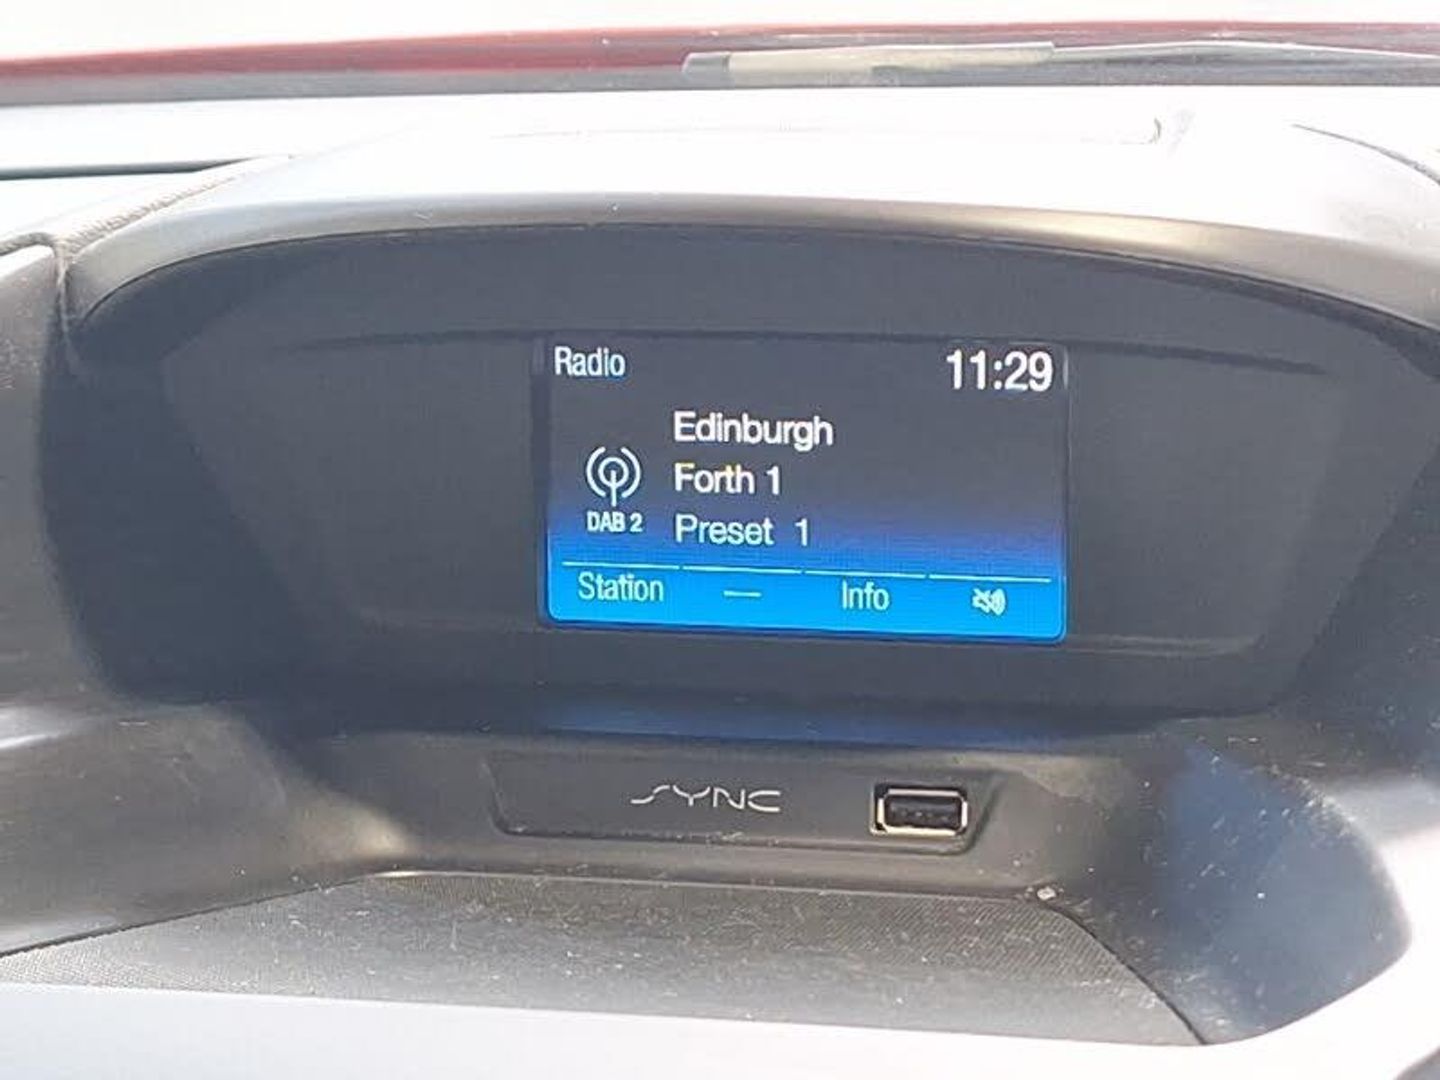 Radio 11:29
Edinburgh
Forth 1
DAB 2
Preset 1
Station — Info
SYNC